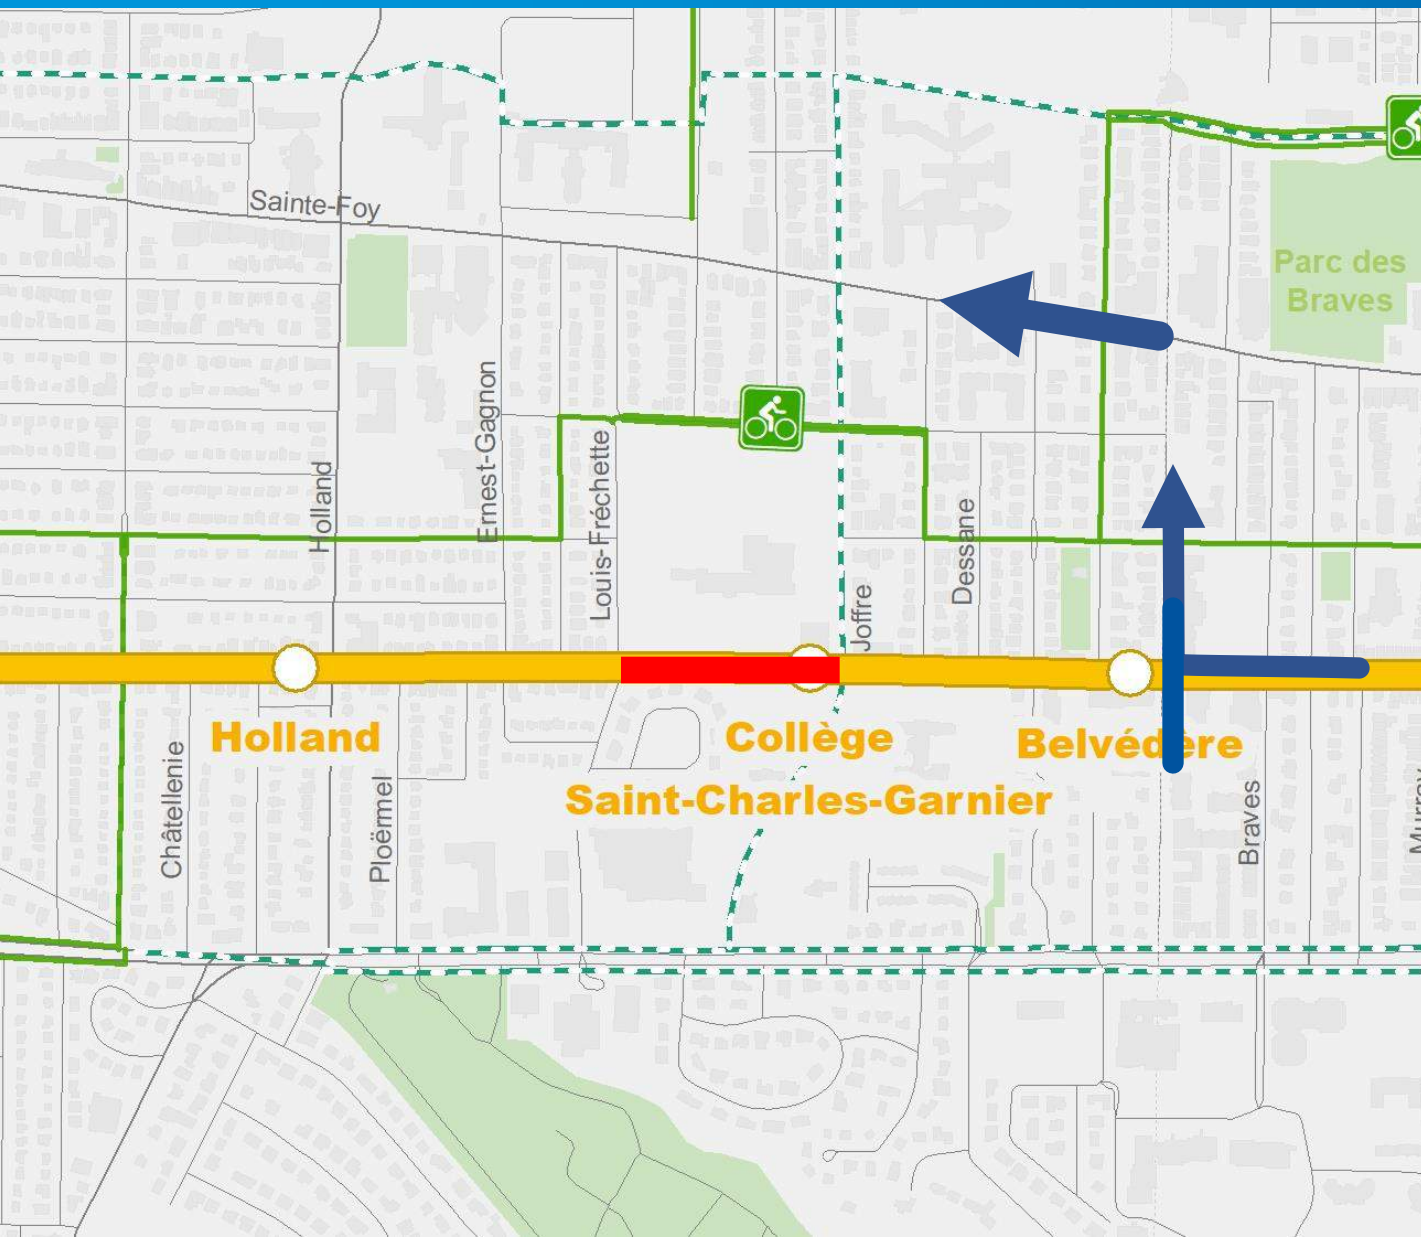 Sainte-Foy
Parc des
Braves
Ernest-Gagnon
Holland
Louis-Fréchette
Dessane
Joffre
Holland
Collège
Belvédère
Saint-Charles-Garnier
Châtellenie
Ploërmel
Braves
Murray